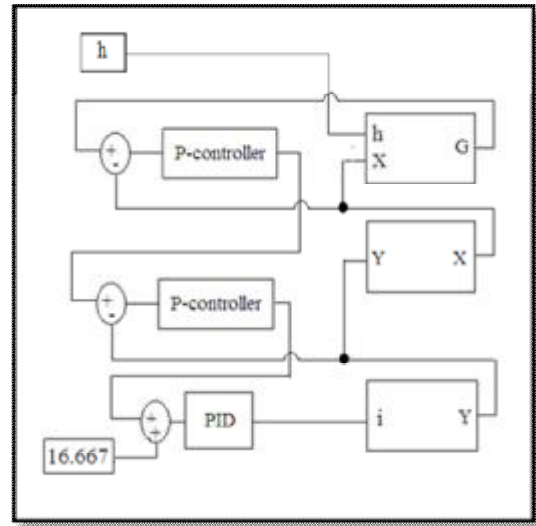 h
+
-
P-controller
h
X
G
Y
X
+
-
P-controller
+
+
PID
i
Y
16.667